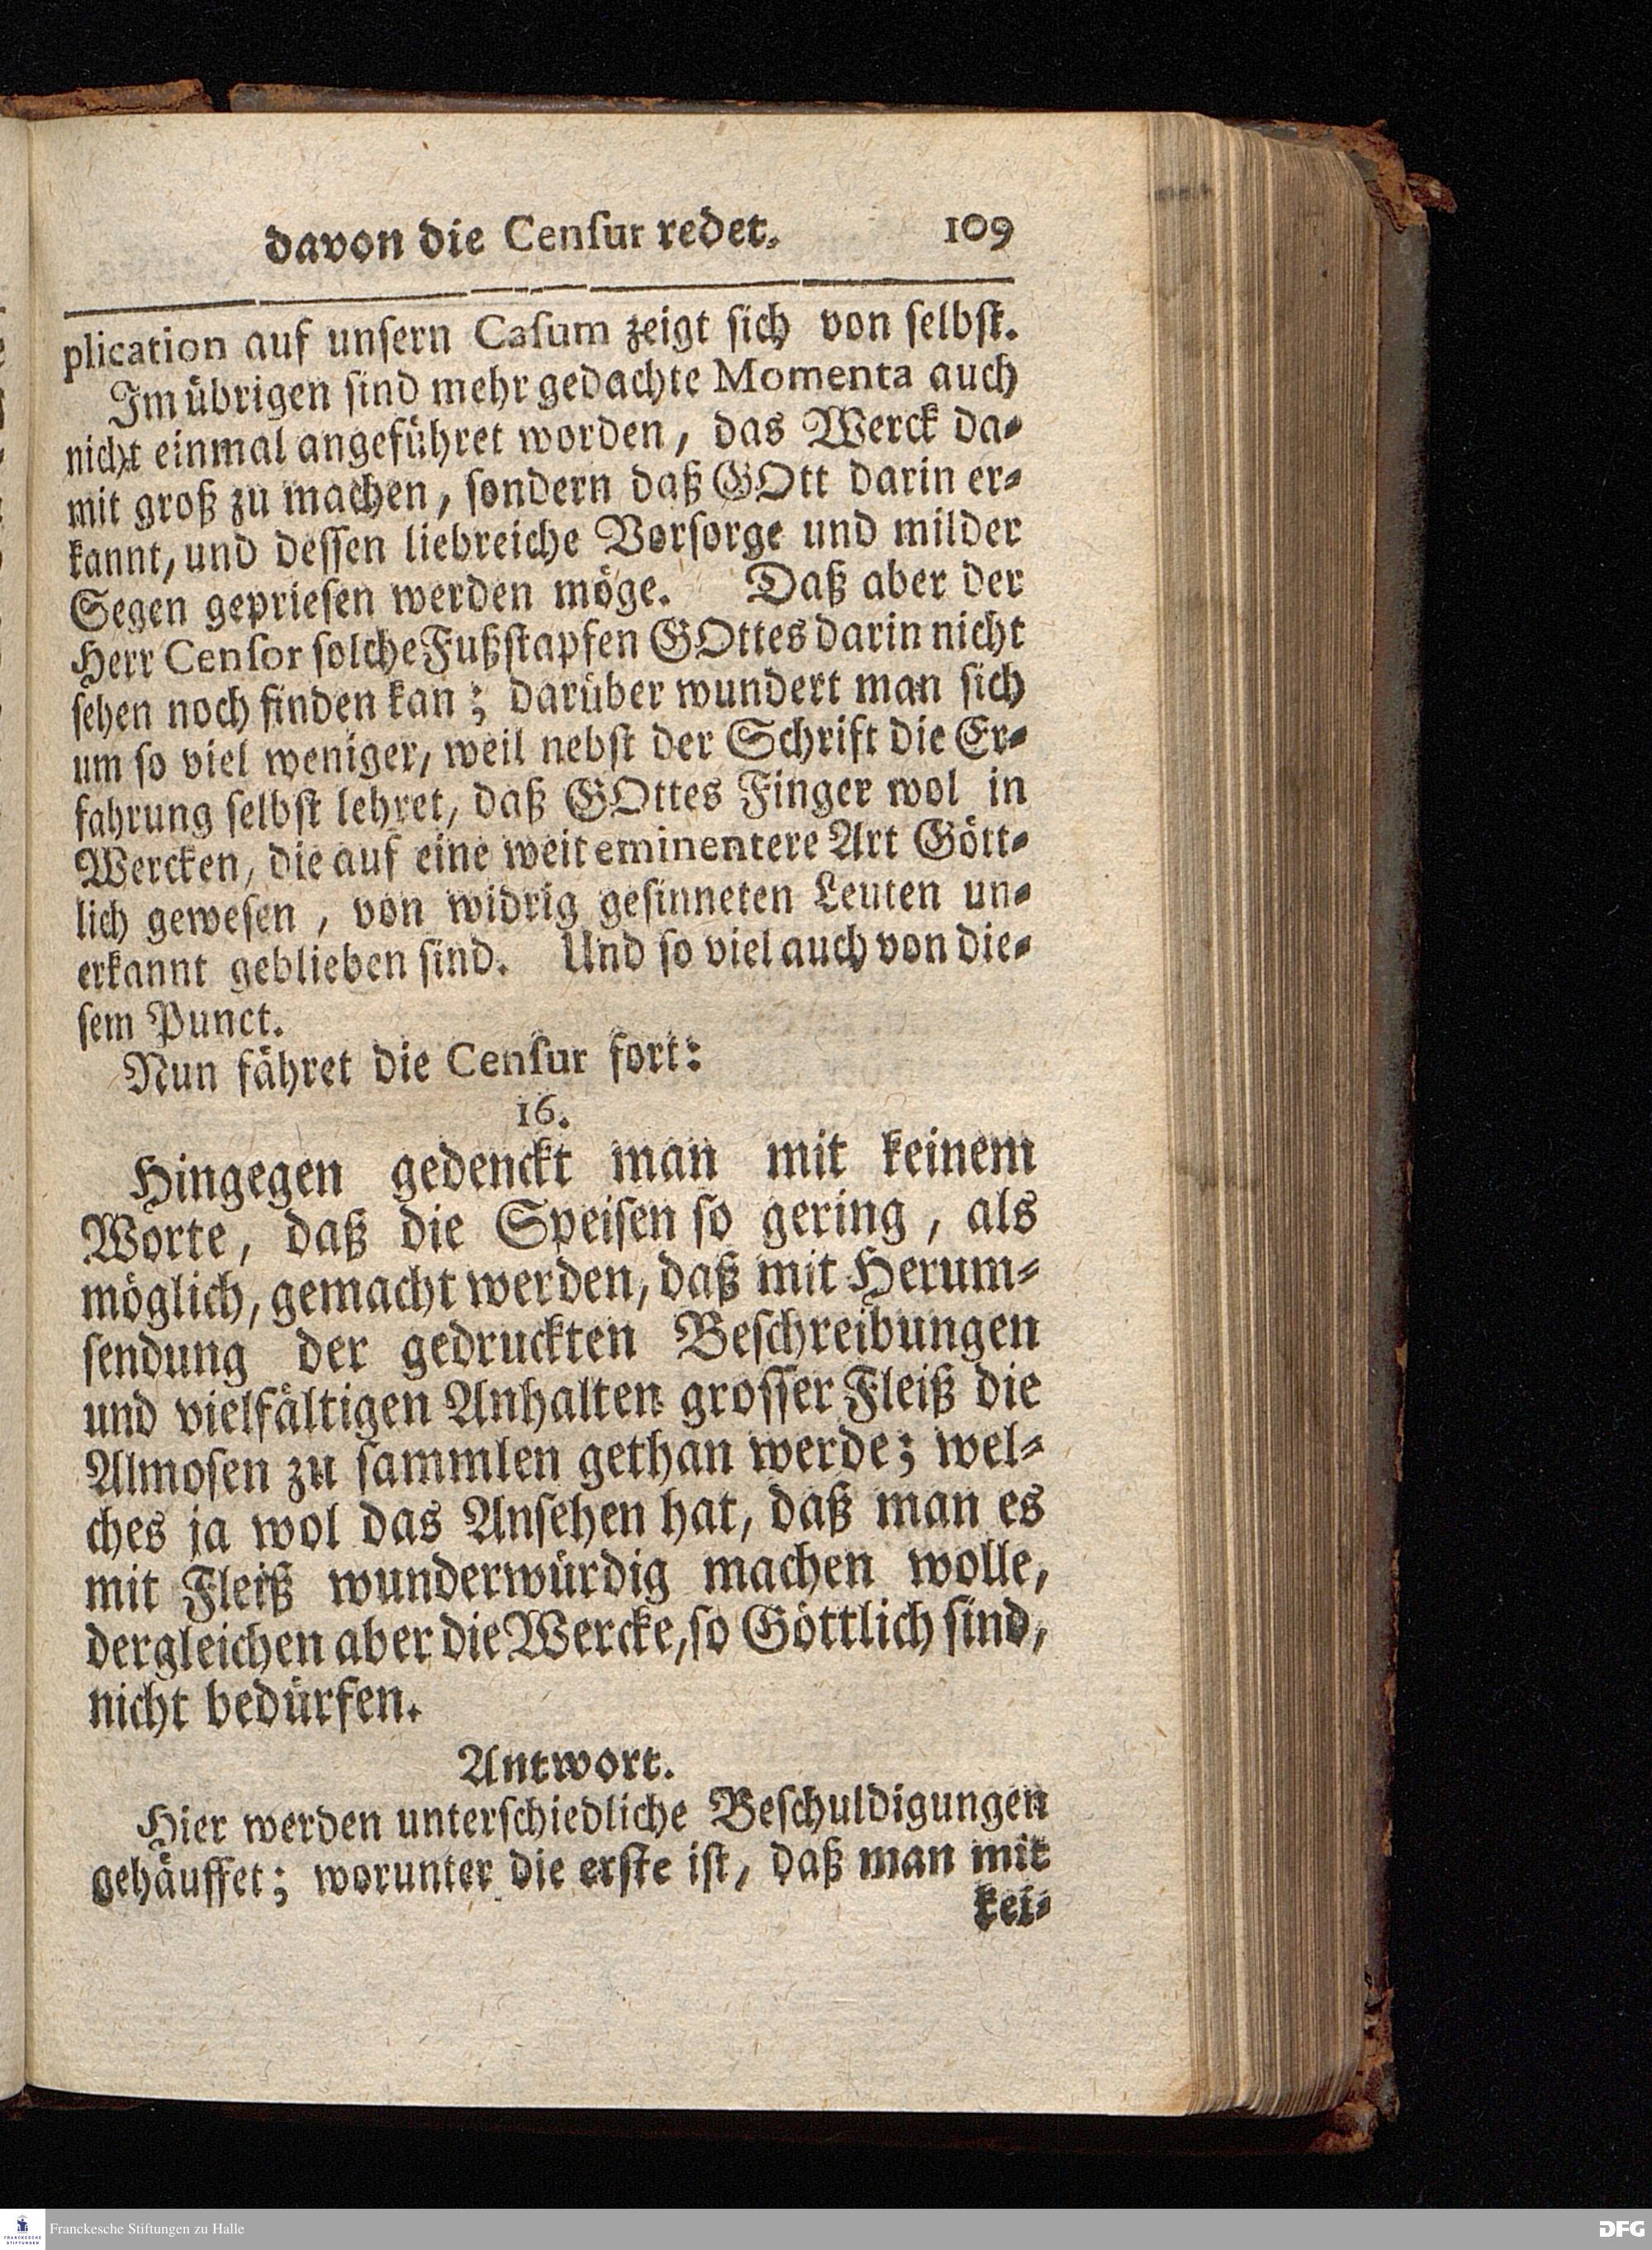 davon die Censur redet. 109
plication auf unsern Casum zeigt sich von selbst.
Im übrigen sind mehr gedachte Momenta auch
nicht einmal angeführet worden, das Werck da-
mit groß zu machen, sondern daß GOtt darin er-
kannt, und dessen liebreiche Vorsorge und milder
Segen gepriesen werden möge. Daß aber der
Herr Censor solche Fußstapfen GOttes darin nicht
sehen noch finden kan; darüber wundert man sich
um so viel weniger, weil nebst der Schrift die Er-
fahrung selbst lehret, daß GOttes Finger wol in
Wercken, die auf eine weit eminentere Art Gött-
lich gewesen, von widrig gesinneten Leuten un-
erkannt geblieben sind. Und so viel auch von die-
sem Punct.
Nun fähret die Censur fort:
16.
Hingegen gedenckt man mit keinem
Worte, daß die Speisen so gering, als
möglich, gemacht werden, daß mit Herum-
sendung der gedruckten Beschreibungen
und vielfältigen Anhalten grosser Fleiß die
Almosen zu sammlen gethan werde; wel-
ches ja wol das Ansehen hat, daß man es
mit Fleiß wunderwürdig machen wolle,
dergleichen aber die Wercke, so Göttlich sind,
nicht bedürfen.
Antwort.
Hier werden unterschiedliche Beschuldigungen
gehäuffet; worunter die erste ist, daß man mit
kei-
Franckesche Stiftungen zu Halle
DFG